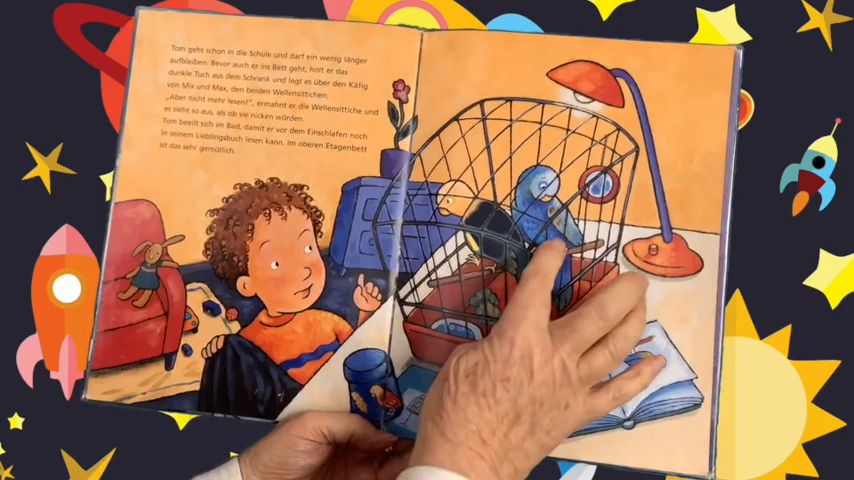 Tom geht schon in die Schule und darf ein wenig länger
aufbleiben. Bevor auch er ins Bett geht, holt er das
dunkle Tuch aus dem Schrank und legt es über den Käfig
von Mix und Max, den beiden Wellensittichen.
„Aber nicht mehr lesen!", ermahnt er die Wellensittiche und
es sieht so aus, als ob sie nicken würden.
Tom beeilt sich im Bad, damit er vor dem Einschlafen noch
in seinem Lieblingsbuch lesen kann. Im oberen Etagenbett
ist das sehr gemütlich.